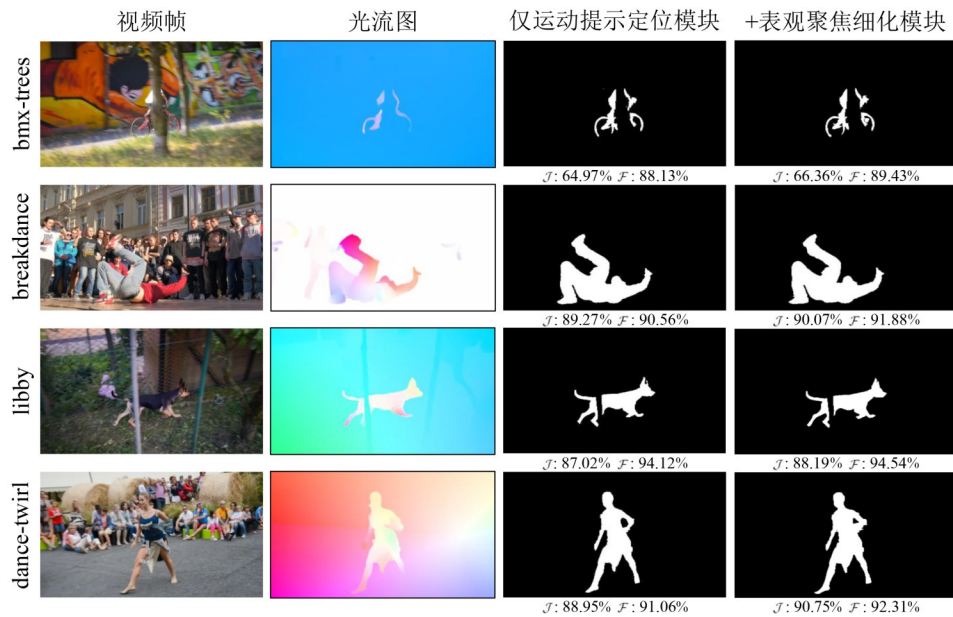 视频帧 光流图 仅运动提示定位模块 +表观聚焦细化模块
bmx-trees
𝒥: 64.97% ℱ: 88.13% 𝒥: 66.36% ℱ: 89.43%
breakdance
𝒥: 89.27% ℱ: 90.56% 𝒥: 90.07% ℱ: 91.88%
libby
𝒥: 87.02% ℱ: 94.12% 𝒥: 88.19% ℱ: 94.54%
dance-twirl
𝒥: 88.95% ℱ: 91.06% 𝒥: 90.75% ℱ: 92.31%